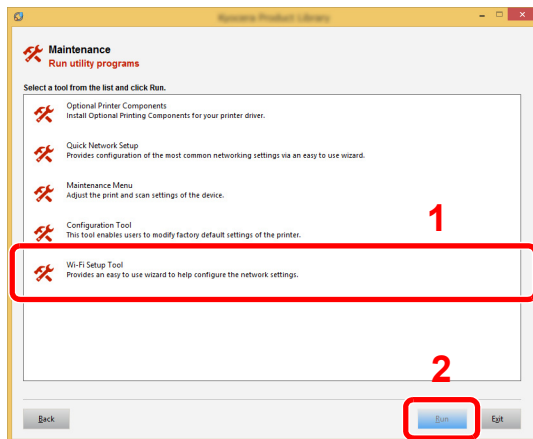 Kyocera Product Library
Maintenance
Run utility programs
Select a tool from the list and click Run.
Optional Printer Components
Install Optional Printing Components for your printer driver.
Quick Network Setup
Provides configuration of the most common networking settings via an easy to use wizard.
Maintenance Menu
Adjust the print and scan settings of the device.
1
Configuration Tool
This tool enables users to modify factory default settings of the printer.
Wi-Fi Setup Tool
Provides an easy to use wizard to help configure the network settings.
2
Back
Run
Exit